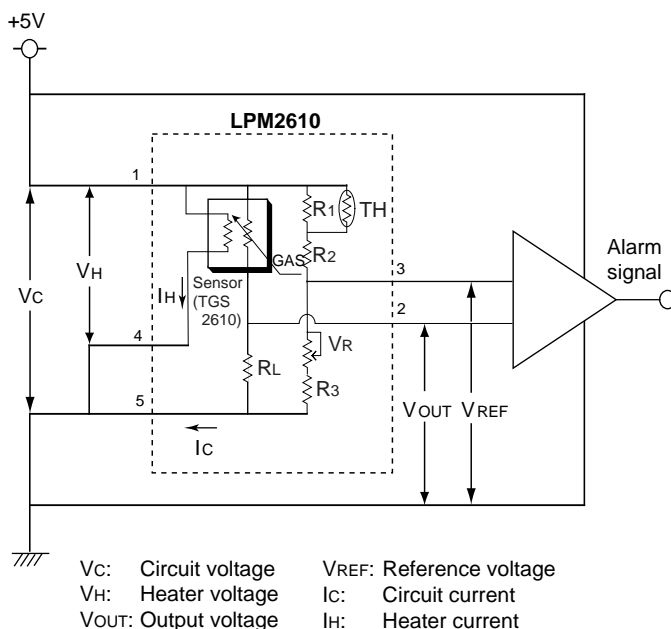 +5V
LPM2610
1
R1
TH
R2
GAS
3
Alarm
signal
Sensor
(TGS
2610)
VH
IH
VC
2
4
VR
RL
R3
VOUT
VREF
5
IC
VC: Circuit voltage
VREF: Reference voltage
VH: Heater voltage
IC: Circuit current
VOUT: Output voltage
IH: Heater current